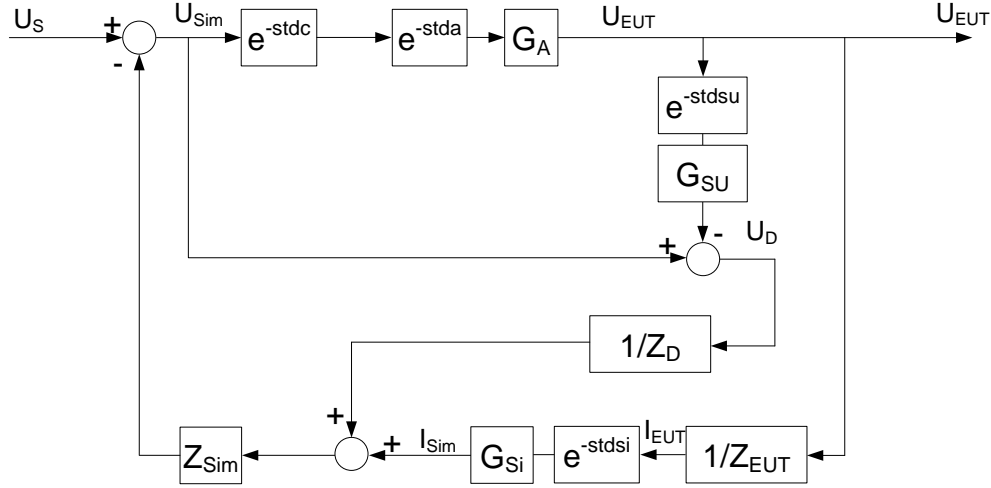 U_S + - U_Sim e^-stdc e^-stda G_A U_EUT U_EUT
e^-stdsu
G_SU
+ - U_D
1/Z_D
+
Z_Sim + I_Sim G_Si e^-stdsi I_EUT 1/Z_EUT